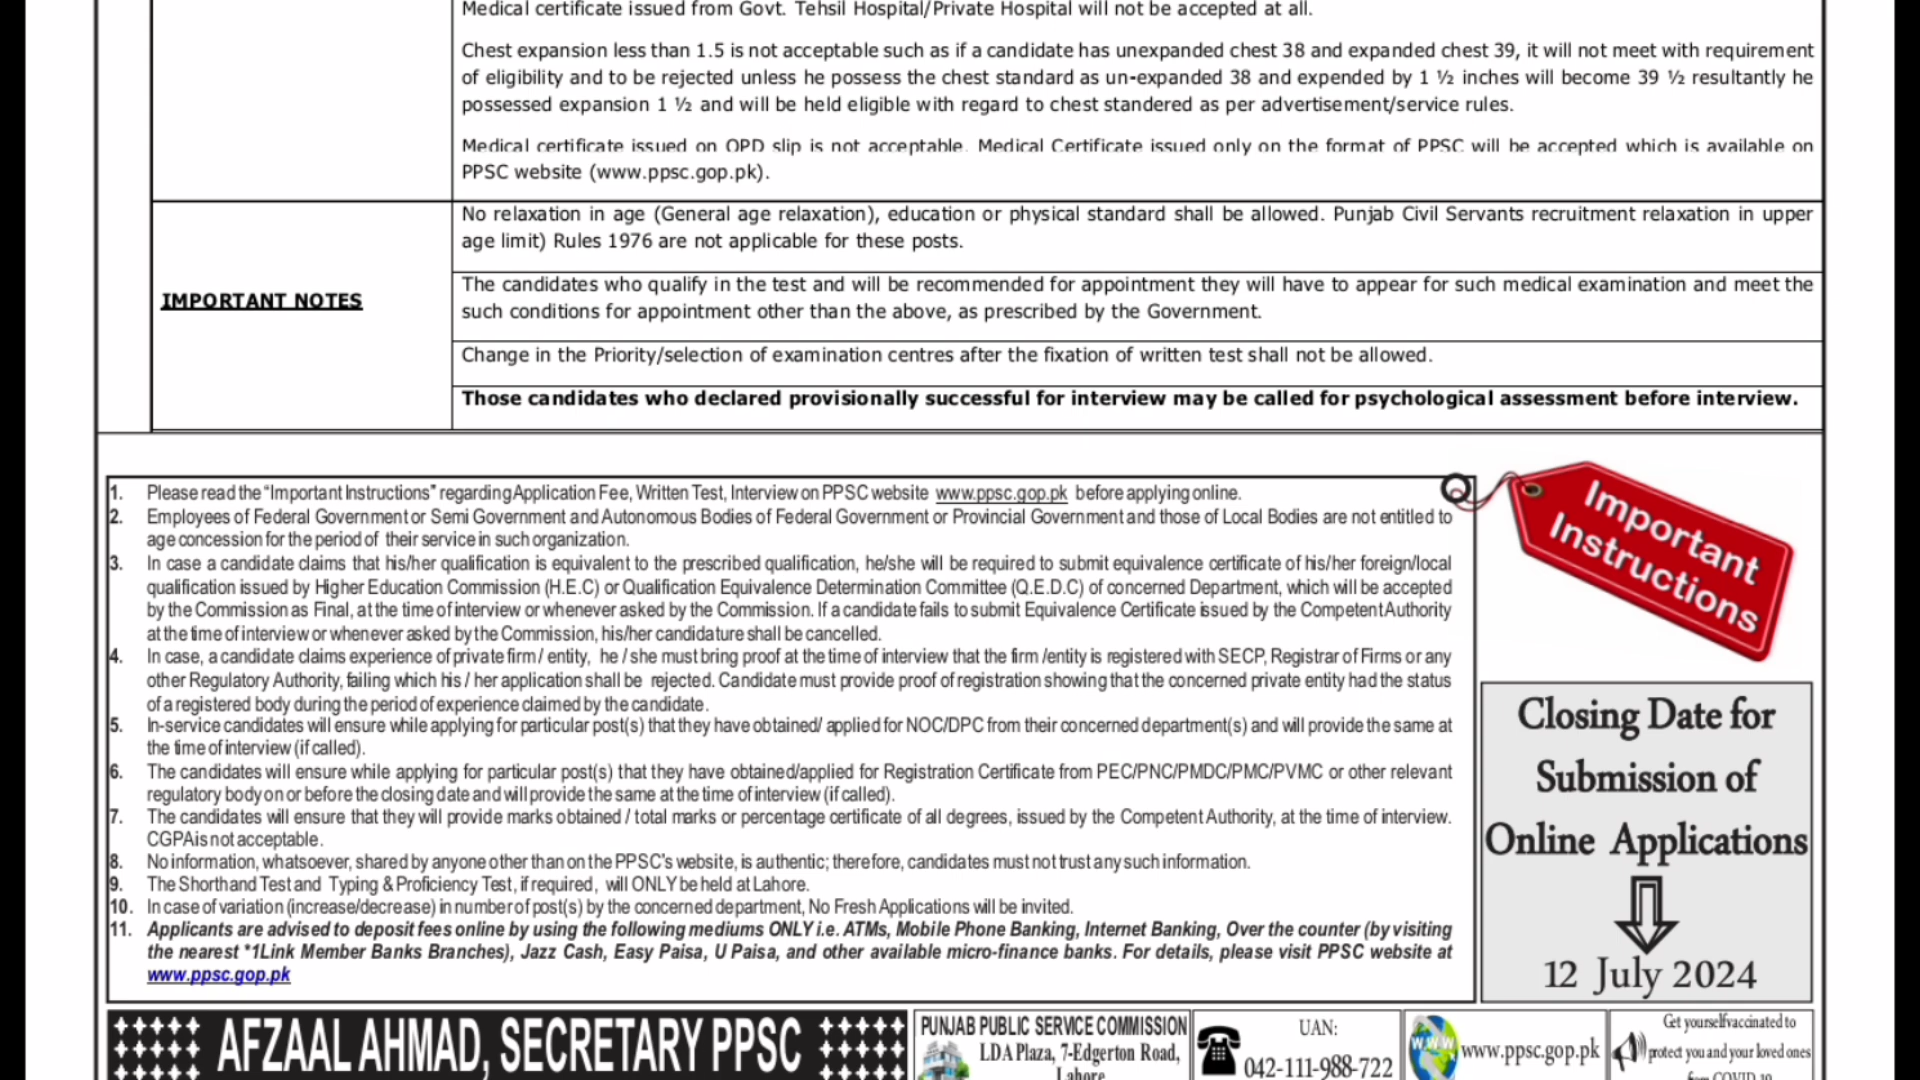 Medical certificate issued from Govt. Tehsil Hospital/Private Hospital will not be accepted at all.
Chest expansion less than 1.5 is not acceptable such as if a candidate has unexpanded chest 38 and expanded chest 39, it will not meet with requirement
of eligibility and to be rejected unless he possess the chest standard as un-expanded 38 and expended by 1 ½ inches will become 39 ½ resultantly he
possessed expansion 1 ½ and will be held eligible with regard to chest standered as per advertisement/service rules.
Medical certificate issued on OPD slip is not acceptable. Medical Certificate issued only on the format of PPSC will be accepted which is available on
PPSC website (www.ppsc.gop.pk).
IMPORTANT NOTES
No relaxation in age (General age relaxation), education or physical standard shall be allowed. Punjab Civil Servants recruitment relaxation in upper
age limit) Rules 1976 are not applicable for these posts.
The candidates who qualify in the test and will be recommended for appointment they will have to appear for such medical examination and meet the
such conditions for appointment other than the above, as prescribed by the Government.
Change in the Priority/selection of examination centres after the fixation of written test shall not be allowed.
Those candidates who declared provisionally successful for interview may be called for psychological assessment before interview.
1. Please read the “Important Instructions” regarding Application Fee, Written Test, Interview on PPSC website www.ppsc.gop.pk before applying online.
2. Employees of Federal Government or Semi Government and Autonomous Bodies of Federal Government or Provincial Government and those of Local Bodies are not entitled to
age concession for the period of their service in such organization.
3. In case a candidate claims that his/her qualification is equivalent to the prescribed qualification, he/she will be required to submit equivalence certificate of his/her foreign/local
qualification issued by Higher Education Commission (H.E.C) or Qualification Equivalence Determination Committee (Q.E.D.C) of concerned Department, which will be accepted
by the Commission as Final, at the time of interview or whenever asked by the Commission. If a candidate fails to submit Equivalence Certificate issued by the Competent Authority
at the time of interview or whenever asked by the Commission, his/her candidature shall be cancelled.
4. In case, a candidate claims experience of private firm / entity, he / she must bring proof at the time of interview that the firm /entity is registered with SECP, Registrar of Firms or any
other Regulatory Authority, failing which his / her application shall be rejected. Candidate must provide proof of registration showing that the concerned private entity had the status
of a registered body during the period of experience claimed by the candidate.
5. In-service candidates will ensure while applying for particular post(s) that they have obtained/ applied for NOC/DPC from their concerned department(s) and will provide the same at
the time of interview (if called).
6. The candidates will ensure while applying for particular post(s) that they have obtained/applied for Registration Certificate from PEC/PNC/PMDC/PMC/PVMC or other relevant
regulatory body on or before the closing date and will provide the same at the time of interview (if called).
7. The candidates will ensure that they will provide marks obtained / total marks or percentage certificate of all degrees, issued by the Competent Authority, at the time of interview.
CGPA is not acceptable.
8. No information, whatsoever, shared by anyone other than on the PPSC's website, is authentic; therefore, candidates must not trust any such information.
9. The Shorthand Test and Typing & Proficiency Test, if required, will ONLY be held at Lahore.
10. In case of variation (increase/decrease) in number of post(s) by the concerned department, No Fresh Applications will be invited.
11. Applicants are advised to deposit fees online by using the following mediums ONLY i.e. ATMs, Mobile Phone Banking, Internet Banking, Over the counter (by visiting
the nearest *1Link Member Banks Branches), Jazz Cash, Easy Paisa, U Paisa, and other available micro-finance banks. For details, please visit PPSC website at
www.ppsc.gop.pk
Important
Instructions
Closing Date for
Submission of
Online Applications
12 July 2024
AFZAAL AHMAD, SECRETARY PPSC
PUNJAB PUBLIC SERVICE COMMISSION
LDA Plaza, 7-Edgerton Road,
Lahore
UAN:
042-111-988-722
WWW
www.ppsc.gop.pk
Get yourself vaccinated to
protect you and your loved ones
from COVID-19